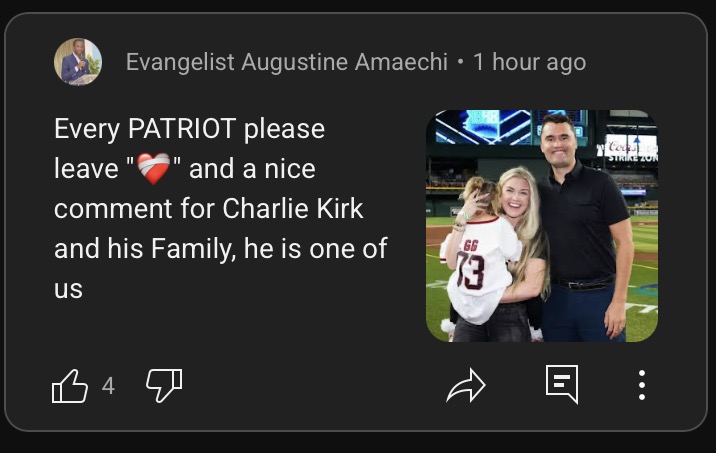 Evangelist Augustine Amaechi • 1 hour ago
Every PATRIOT please
leave "❤️‍🩹" and a nice
comment for Charlie Kirk
and his Family, he is one of
us
GG
73
Coors
STRIKE ZON
4